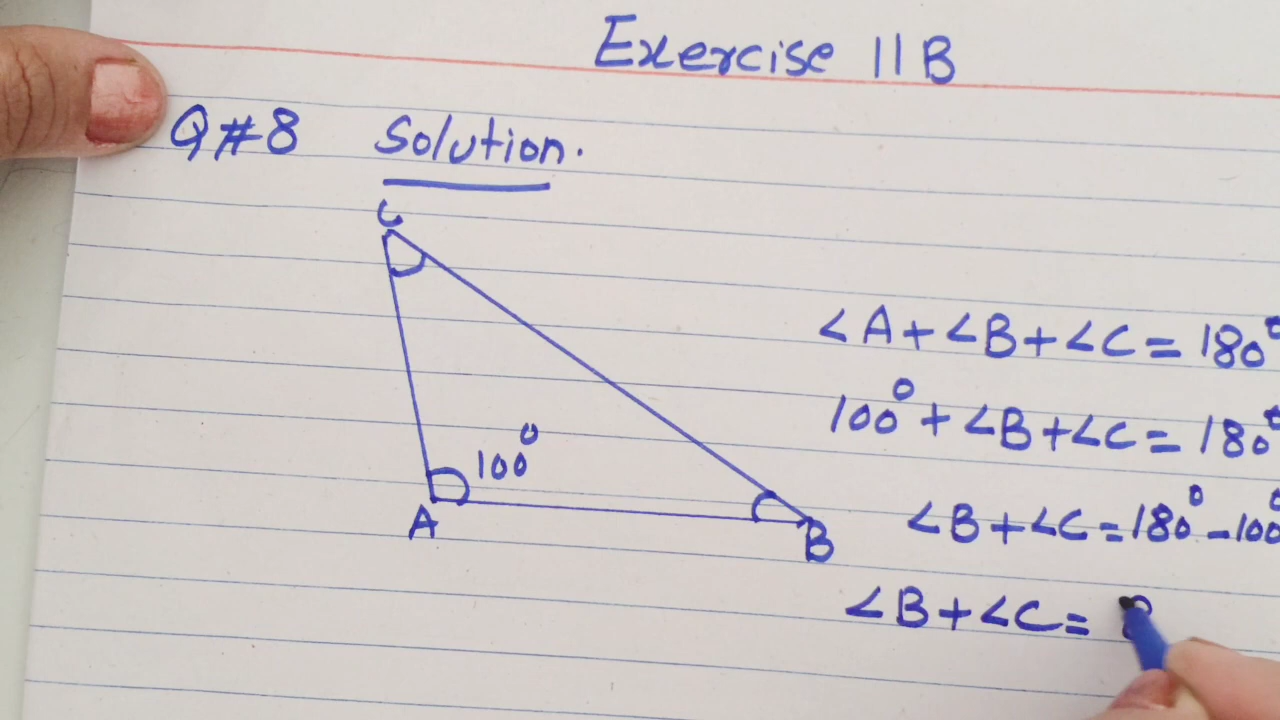 Exercise 11B
Q#8 Solution.
C
∠A+∠B+∠C=180°
100°+∠B+∠C=180°
100°
A
B
∠B+∠C=180°-100°
∠B+∠C=